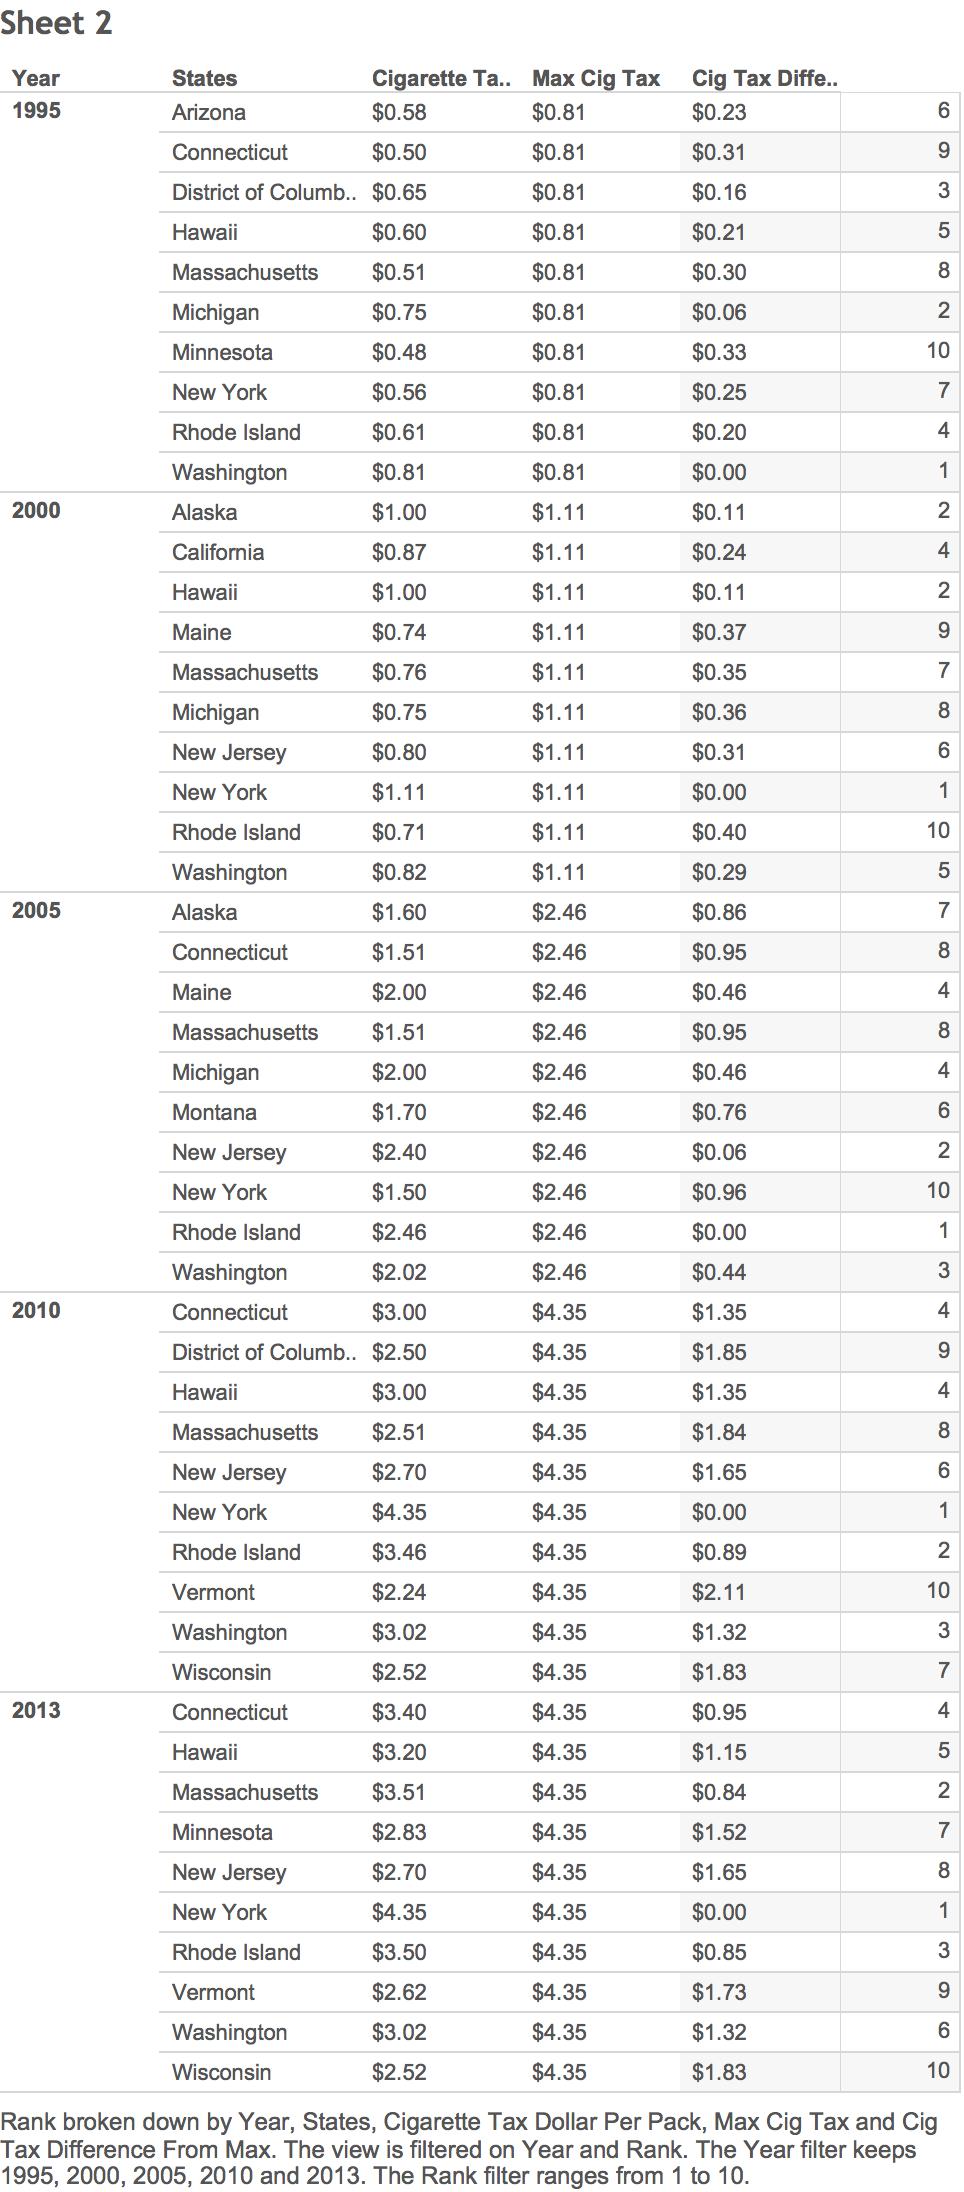 Sheet 2
Year States Cigarette Ta.. Max Cig Tax Cig Tax Diffe..
1995 Arizona $0.58 $0.81 $0.23 6
Connecticut $0.50 $0.81 $0.31 9
District of Columb.. $0.65 $0.81 $0.16 3
Hawaii $0.60 $0.81 $0.21 5
Massachusetts $0.51 $0.81 $0.30 8
Michigan $0.75 $0.81 $0.06 2
Minnesota $0.48 $0.81 $0.33 10
New York $0.56 $0.81 $0.25 7
Rhode Island $0.61 $0.81 $0.20 4
Washington $0.81 $0.81 $0.00 1
2000 Alaska $1.00 $1.11 $0.11 2
California $0.87 $1.11 $0.24 4
Hawaii $1.00 $1.11 $0.11 2
Maine $0.74 $1.11 $0.37 9
Massachusetts $0.76 $1.11 $0.35 7
Michigan $0.75 $1.11 $0.36 8
New Jersey $0.80 $1.11 $0.31 6
New York $1.11 $1.11 $0.00 1
Rhode Island $0.71 $1.11 $0.40 10
Washington $0.82 $1.11 $0.29 5
2005 Alaska $1.60 $2.46 $0.86 7
Connecticut $1.51 $2.46 $0.95 8
Maine $2.00 $2.46 $0.46 4
Massachusetts $1.51 $2.46 $0.95 8
Michigan $2.00 $2.46 $0.46 4
Montana $1.70 $2.46 $0.76 6
New Jersey $2.40 $2.46 $0.06 2
New York $1.50 $2.46 $0.96 10
Rhode Island $2.46 $2.46 $0.00 1
Washington $2.02 $2.46 $0.44 3
2010 Connecticut $3.00 $4.35 $1.35 4
District of Columb.. $2.50 $4.35 $1.85 9
Hawaii $3.00 $4.35 $1.35 4
Massachusetts $2.51 $4.35 $1.84 8
New Jersey $2.70 $4.35 $1.65 6
New York $4.35 $4.35 $0.00 1
Rhode Island $3.46 $4.35 $0.89 2
Vermont $2.24 $4.35 $2.11 10
Washington $3.02 $4.35 $1.32 3
Wisconsin $2.52 $4.35 $1.83 7
2013 Connecticut $3.40 $4.35 $0.95 4
Hawaii $3.20 $4.35 $1.15 5
Massachusetts $3.51 $4.35 $0.84 2
Minnesota $2.83 $4.35 $1.52 7
New Jersey $2.70 $4.35 $1.65 8
New York $4.35 $4.35 $0.00 1
Rhode Island $3.50 $4.35 $0.85 3
Vermont $2.62 $4.35 $1.73 9
Washington $3.02 $4.35 $1.32 6
Wisconsin $2.52 $4.35 $1.83 10
Rank broken down by Year, States, Cigarette Tax Dollar Per Pack, Max Cig Tax and Cig
Tax Difference From Max. The view is filtered on Year and Rank. The Year filter keeps
1995, 2000, 2005, 2010 and 2013. The Rank filter ranges from 1 to 10.